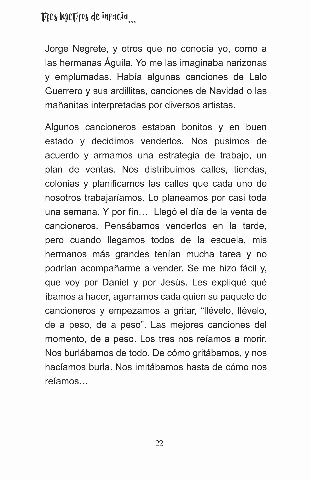 Tres hectáreas de infancia...
Jorge Negrete, y otros que no conocía yo, como a
las hermanas Águila. Yo me las imaginaba narizonas
y emplumadas. Había algunas canciones de Lalo
Guerrero y sus ardillitas, canciones de Navidad o las
mañanitas interpretadas por diversos artistas.
Algunos cancioneros estaban bonitos y en buen
estado y decidimos venderlos. Nos pusimos de
acuerdo y armamos una estrategia de trabajo, un
plan de ventas. Nos distribuimos calles, tiendas,
colonias y planificamos las calles que cada uno de
nosotros trabajaríamos. Lo planeamos por casi toda
una semana. Y por fin… Llegó el día de la venta de
cancioneros. Pensábamos venderlos en la tarde,
pero cuando llegamos todos de la escuela, mis
hermanos más grandes tenían mucha tarea y no
podrían acompañarme a vender. Se me hizo fácil y,
que voy por Daniel y por Jesús. Les expliqué qué
íbamos a hacer, agarramos cada quien su paquete de
cancioneros y empezamos a gritar, “llévelo, llévelo,
de a peso, de a peso”. Las mejores canciones del
momento, de a peso. Los tres nos reíamos a morir.
Nos burlábamos de todo. De cómo gritábamos, y nos
hacíamos burla. Nos imitábamos hasta de cómo nos
reíamos…
22